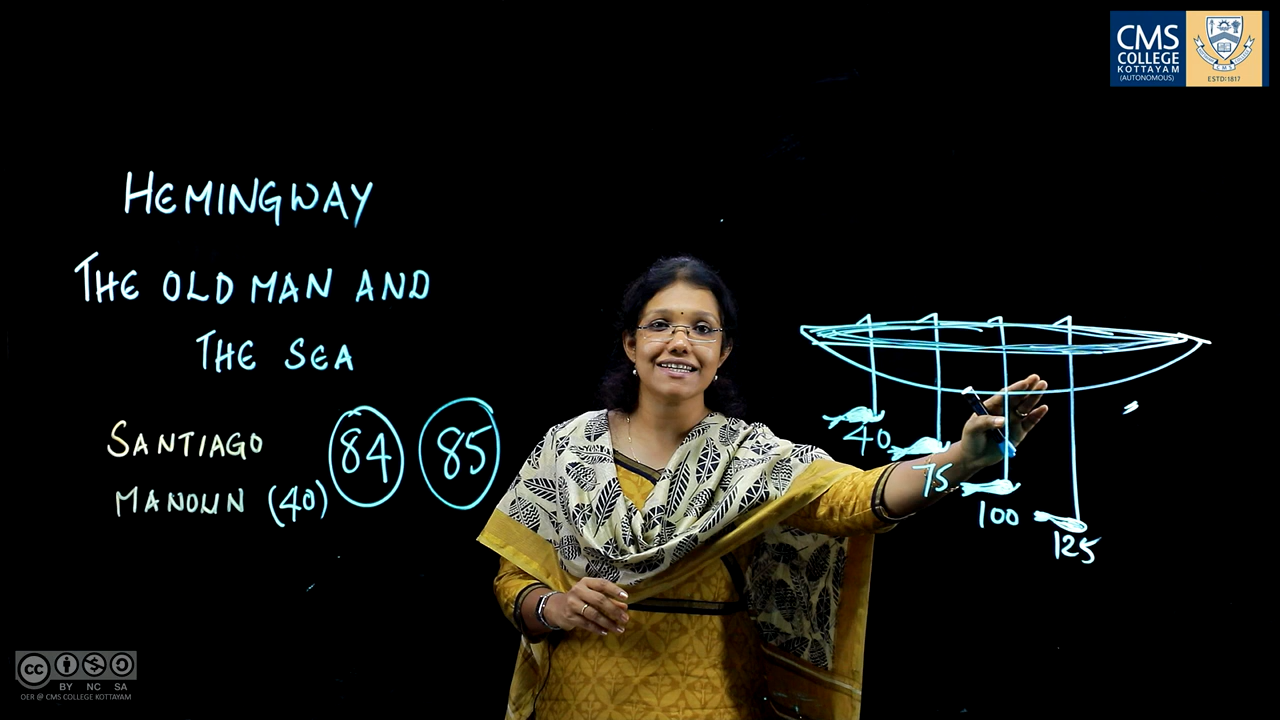 CMS
COLLEGE
KOTTAYAM
(AUTONOMOUS)
ESTD:1817
HEMINGWAY
THE OLD MAN AND
THE SEA
SANTIAGO
MANOLIN (40)
84
85
40
75
100
125
CC BY NC SA
OER @ CMS COLLEGE KOTTAYAM